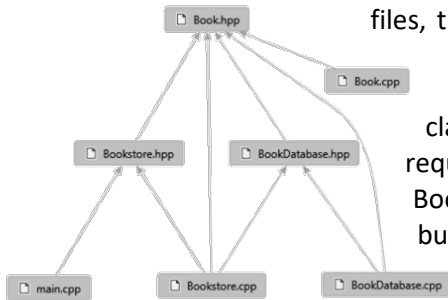 Book.hpp
files, t
Book.cpp
cla
Bookstore.hpp
BookDatabase.hpp
requ
Boo
bu
main.cpp
Bookstore.cpp
BookDatabase.cpp